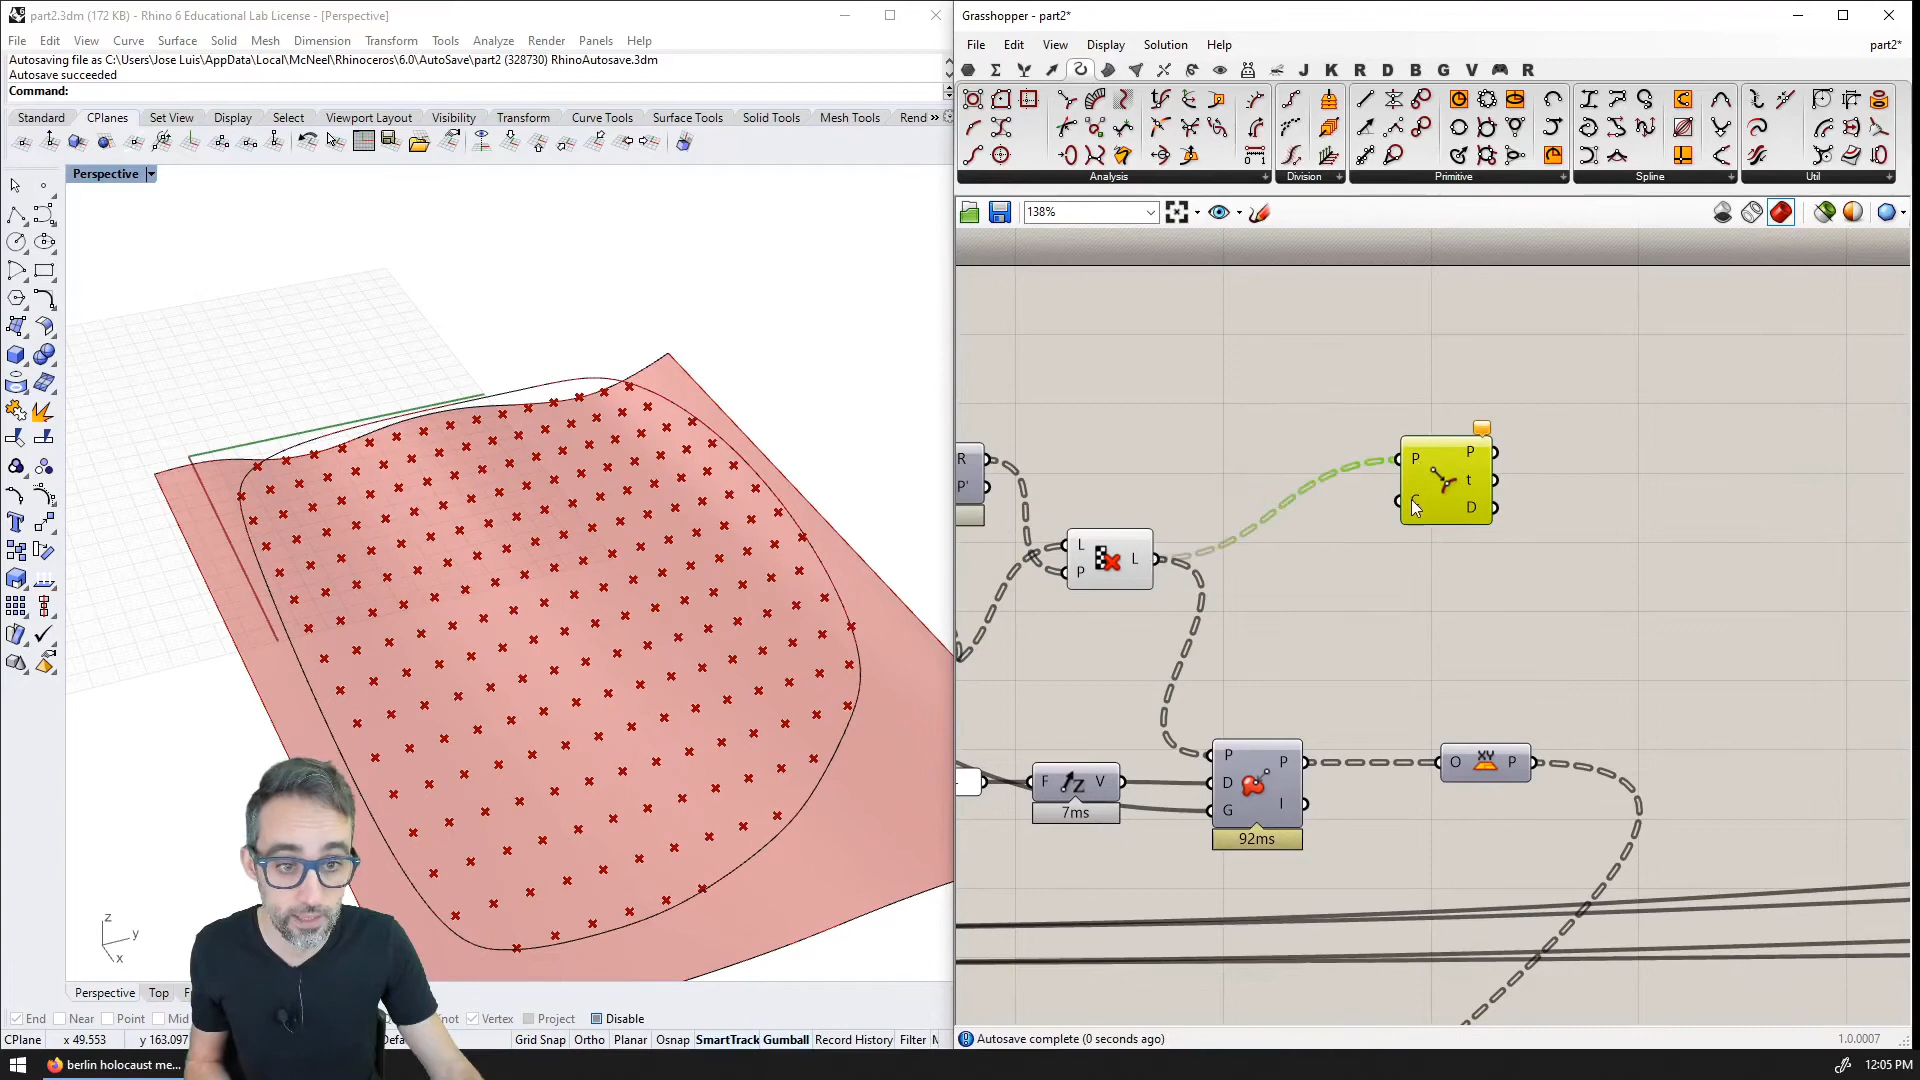 part2.3dm (172 KB) - Rhino 6 Educational Lab License - [Perspective]
File Edit View Curve Surface Solid Mesh Dimension Transform Tools Analyze Render Panels Help
Autosaving file as C:\Users\Jose Luis\AppData\Local\McNeel\Rhinoceros\6.0\AutoSave\part2 (328730) RhinoAutosave.3dm
Autosave succeeded
Command:
Standard CPlanes Set View Display Select Viewport Layout Visibility Transform Curve Tools Surface Tools Solid Tools Mesh Tools Rend »
Perspective
z
y
x
Perspective Top
End Near Point Mid Vertex Project Disable
CPlane x 49.553 y 163.097 Grid Snap Ortho Planar Osnap SmartTrack Gumball Record History Filter
Grasshopper - part2*
File Edit View Display Solution Help part2*
J K R D B G V R
Analysis Division Primitive Spline Util
138%
R
P'
L
P
L
P
C
P
t
D
F Z V
7ms
P
D
G
P
I
92ms
O XY P
Autosave complete (0 seconds ago) 1.0.0007
berlin holocaust me... 12:05 PM